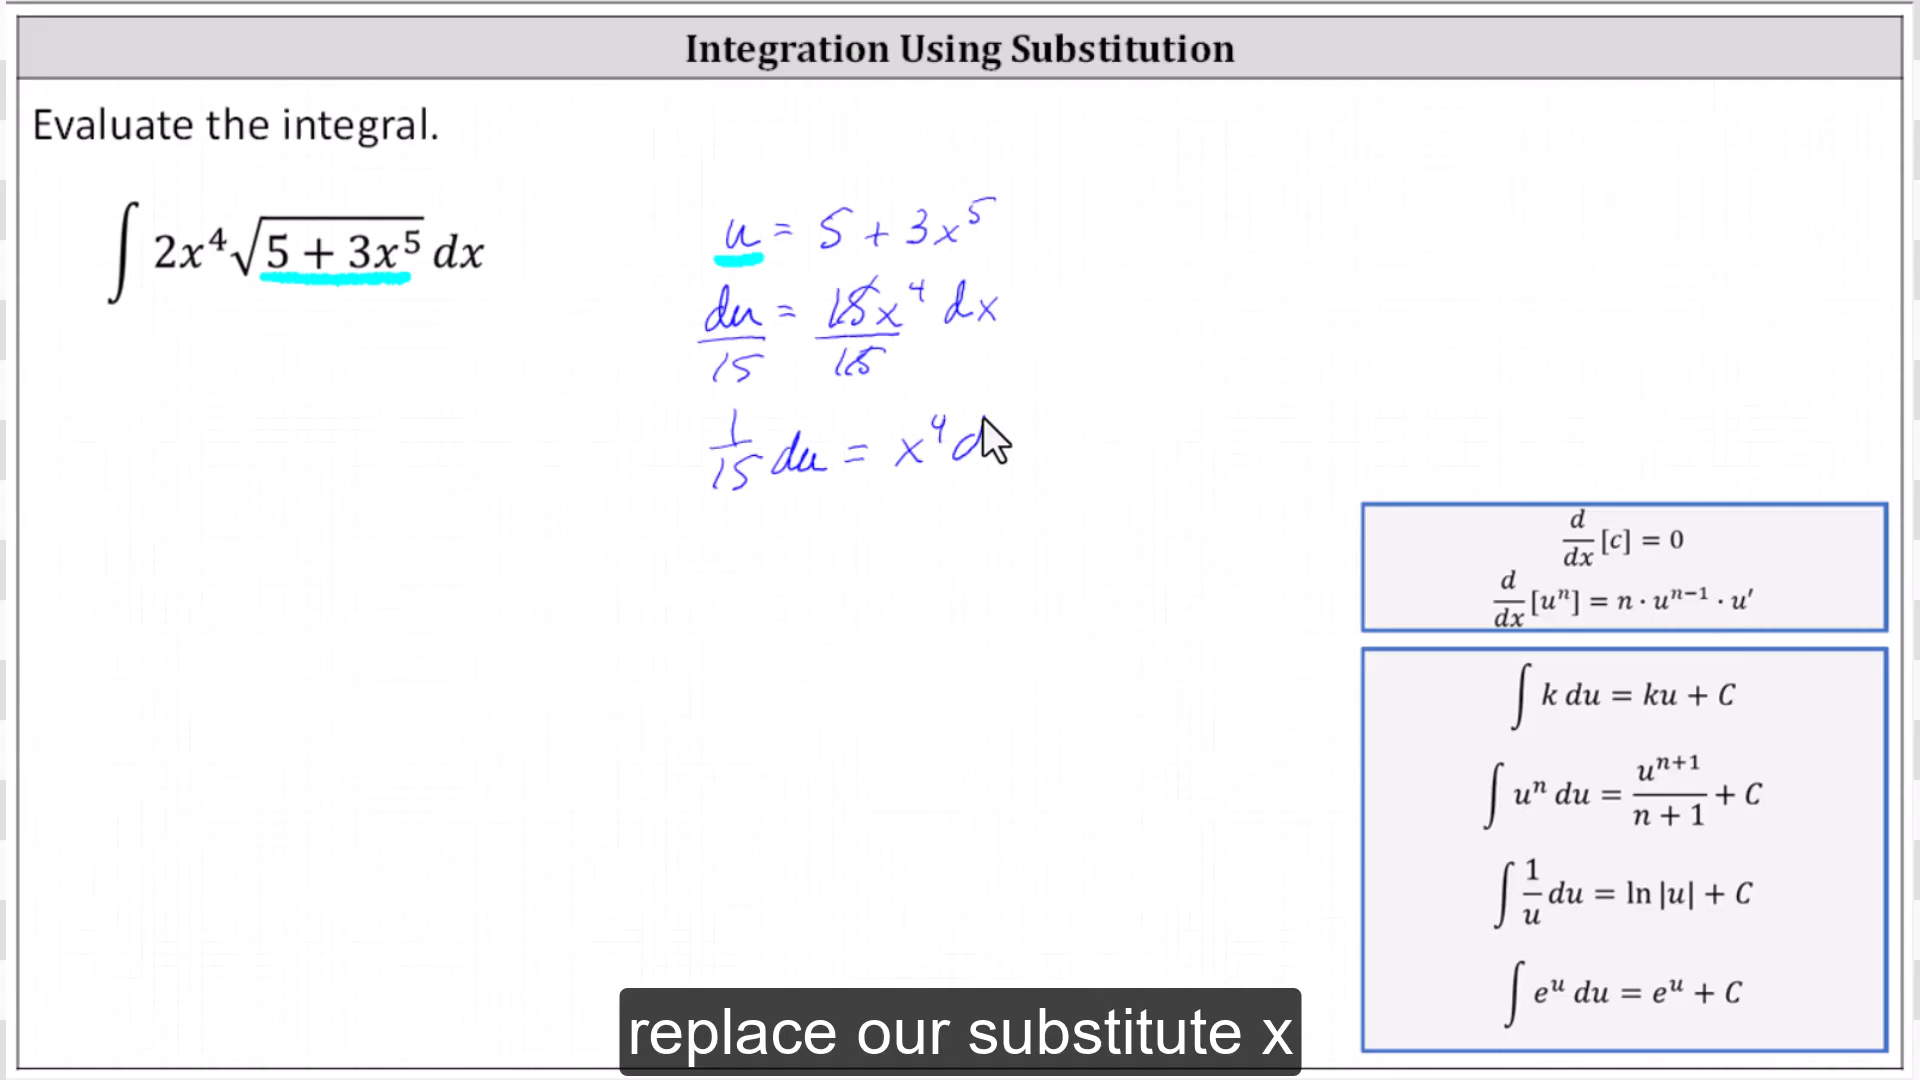 Integration Using Substitution
Evaluate the integral.
∫ 2x⁴√(5 + 3x⁵) dx
u = 5 + 3x⁵
du/15 = 15x⁴/15 dx
1/15 du = x⁴ d
d/dx [c] = 0
d/dx [uⁿ] = n · uⁿ⁻¹ · u′
∫ k du = ku + C
∫ uⁿ du = uⁿ⁺¹/(n + 1) + C
∫ 1/u du = ln |u| + C
∫ eᵘ du = eᵘ + C
replace our substitute x